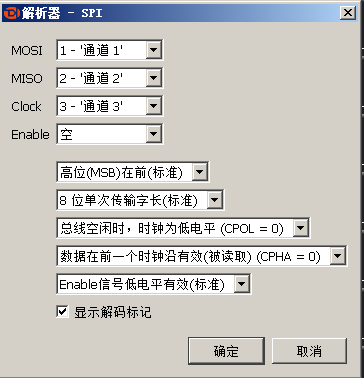 解析器 - SPI
MOSI 1 - '通道 1'
MISO 2 - '通道 2'
Clock 3 - '通道 3'
Enable 空
高位(MSB)在前(标准)
8 位单次传输字长(标准)
总线空闲时，时钟为低电平 (CPOL = 0)
数据在前一个时钟沿有效(被读取) (CPHA = 0)
Enable信号低电平有效(标准)
显示解码标记
确定 取消